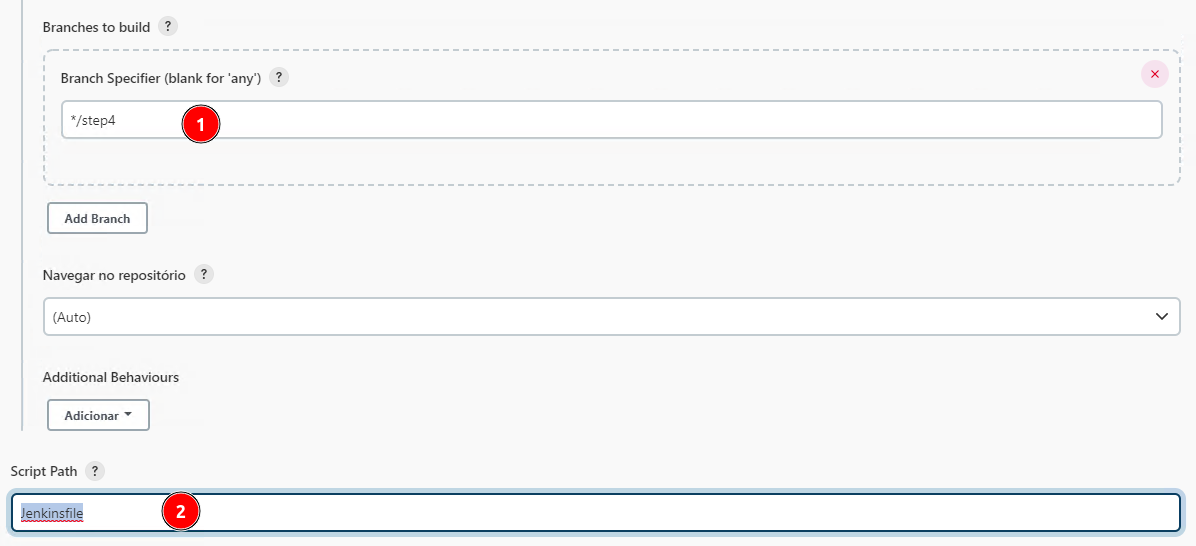 Branches to build ?
Branch Specifier (blank for 'any') ?
×
*/step4
1
Add Branch
Navegar no repositório ?
(Auto)
Additional Behaviours
Adicionar
Script Path ?
Jenkinsfile
2